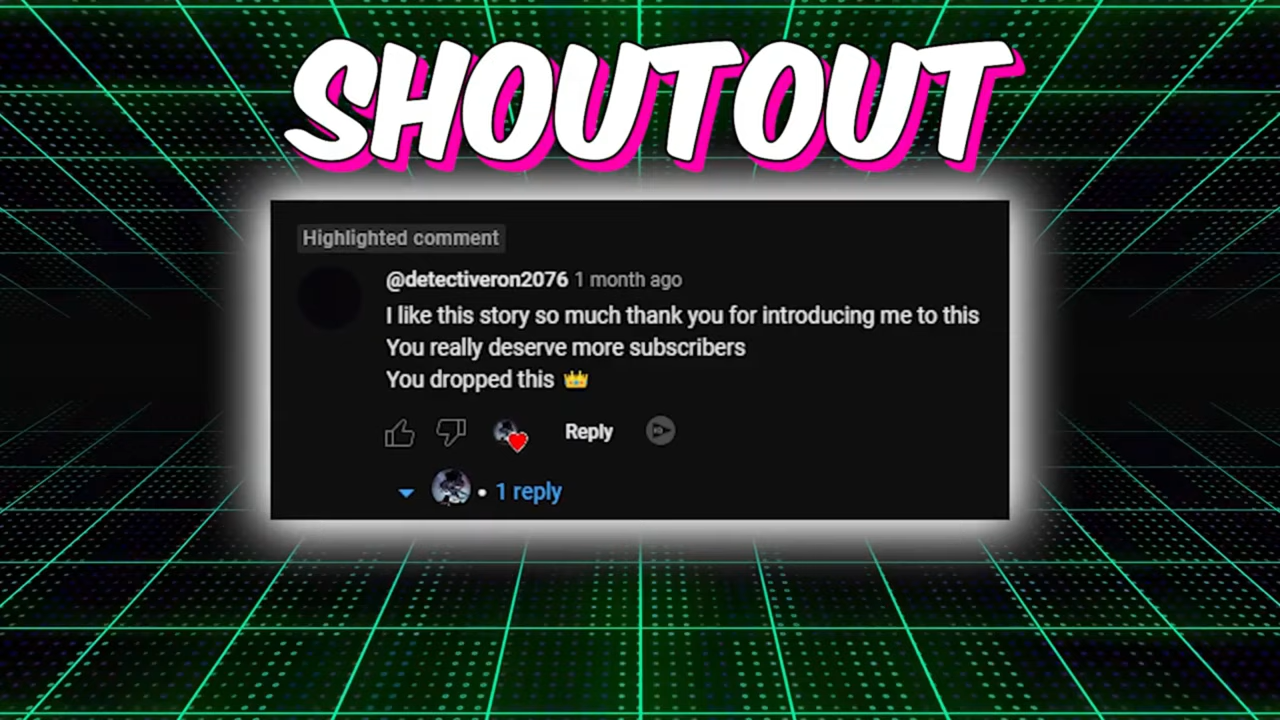 SHOUTOUT
Highlighted comment
@detectiveron2076 1 month ago
I like this story so much thank you for introducing me to this
You really deserve more subscribers
You dropped this 👑
Reply
• 1 reply